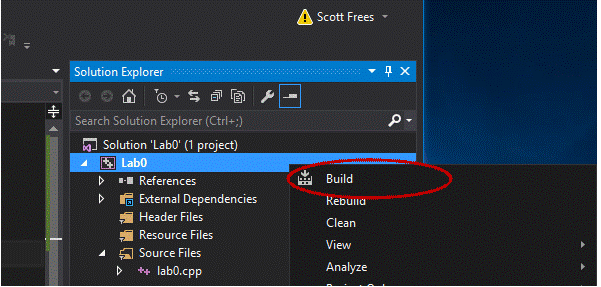 Scott Frees
Solution Explorer
Search Solution Explorer (Ctrl+;)
Solution 'Lab0' (1 project)
Lab0
References
External Dependencies
Header Files
Resource Files
Source Files
lab0.cpp
Build
Rebuild
Clean
View
Analyze